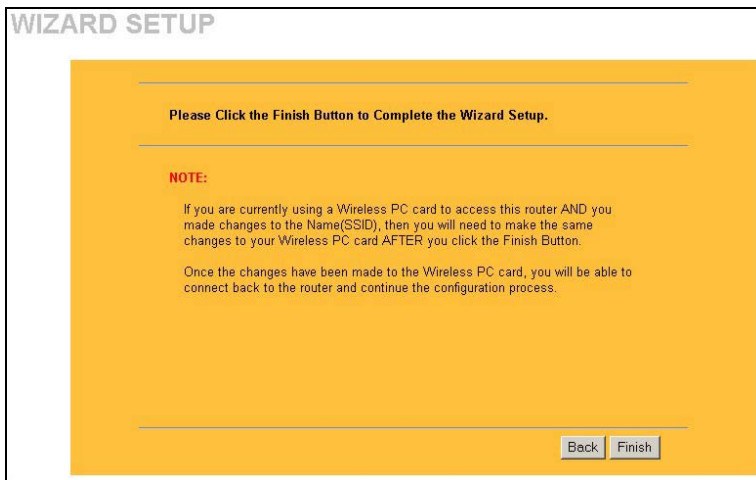 WIZARD SETUP
Please Click the Finish Button to Complete the Wizard Setup.
NOTE:
If you are currently using a Wireless PC card to access this router AND you
made changes to the Name(SSID), then you will need to make the same
changes to your Wireless PC card AFTER you click the Finish Button.
Once the changes have been made to the Wireless PC card, you will be able to
connect back to the router and continue the configuration process.
Back Finish